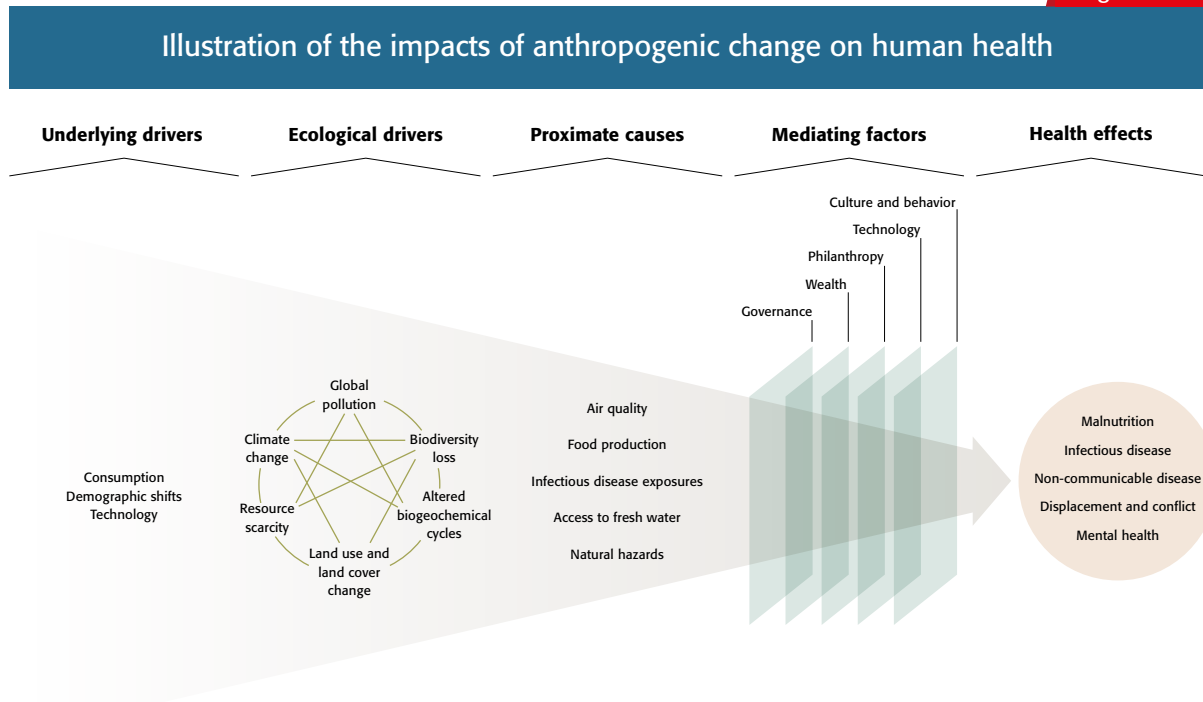 Illustration of the impacts of anthropogenic change on human health
Underlying drivers
Ecological drivers
Proximate causes
Mediating factors
Health effects
Consumption
Demographic shifts
Technology
Global
pollution
Climate
change
Biodiversity
loss
Resource
scarcity
Altered
biogeochemical
cycles
Land use and
land cover
change
Air quality
Food production
Infectious disease exposures
Access to fresh water
Natural hazards
Culture and behavior
Technology
Philanthropy
Wealth
Governance
Malnutrition
Infectious disease
Non-communicable disease
Displacement and conflict
Mental health